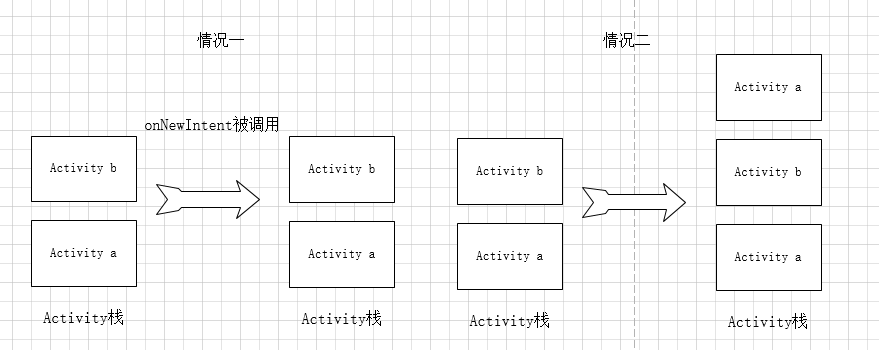 情况一
onNewIntent被调用
Activity b
Activity a
Activity栈
Activity b
Activity a
Activity栈
情况二
Activity b
Activity a
Activity栈
Activity a
Activity b
Activity a
Activity栈